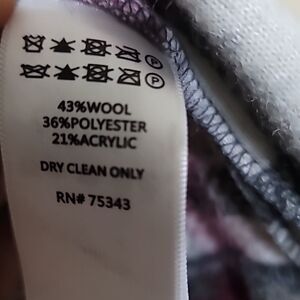 P
P
43%WOOL
36%POLYESTER
21%ACRYLIC
DRY CLEAN ONLY
RN# 75343